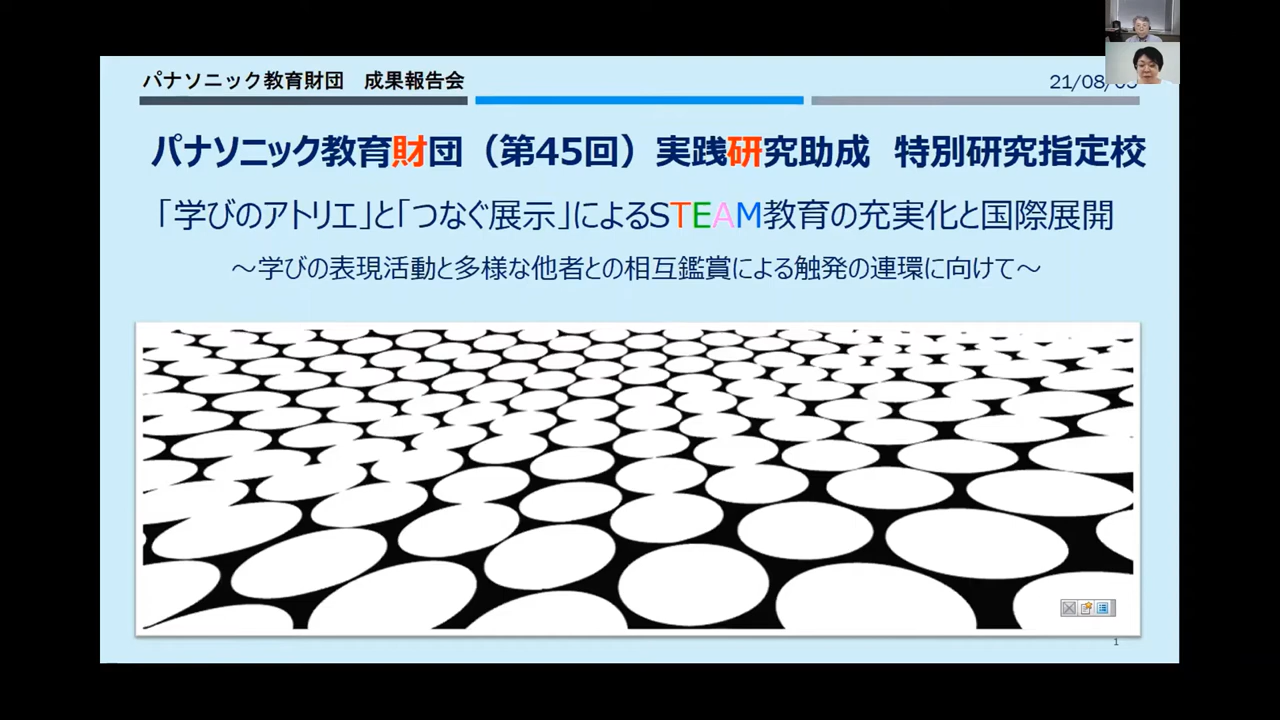 パナソニック教育財団　成果報告会
21/08/
パナソニック教育財団（第45回）実践研究助成 特別研究指定校
「学びのアトリエ」と「つなぐ展示」によるSTEAM教育の充実化と国際展開
～学びの表現活動と多様な他者との相互鑑賞による触発の連環に向けて～
1